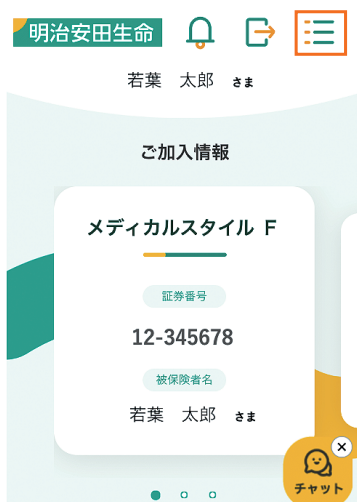 明治安田生命
若葉　太郎　さま
ご加入情報
メディカルスタイル F
証券番号
12-345678
被保険者名
若葉　太郎　さま
チャット